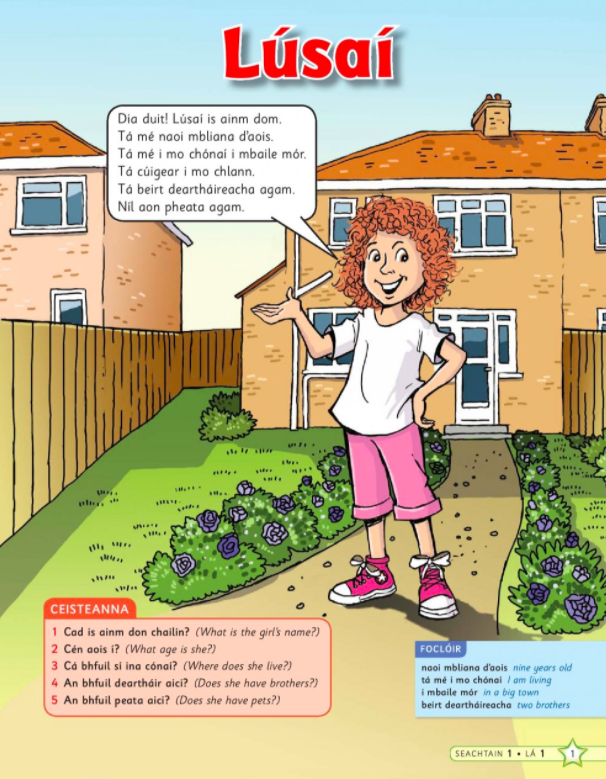 Lúsaí
Dia duit! Lúsaí is ainm dom.
Tá mé naoi mbliana d'aois.
Tá mé i mo chónaí i mbaile mór.
Tá cúigear i mo chlann.
Tá beirt deartháireacha agam.
Níl aon pheata agam.
CEISTEANNA
1 Cad is ainm don chailín? (What is the girl's name?)
2 Cén aois í? (What age is she?)
3 Cá bhfuil sí ina cónaí? (Where does she live?)
4 An bhfuil deartháir aici? (Does she have brothers?)
5 An bhfuil peata aici? (Does she have pets?)
FOCLÓIR
naoi mbliana d'aois nine years old
tá mé i mo chónaí I am living
i mbaile mór in a big town
beirt deartháireacha two brothers
SEACHTAIN 1 • LÁ 1 1